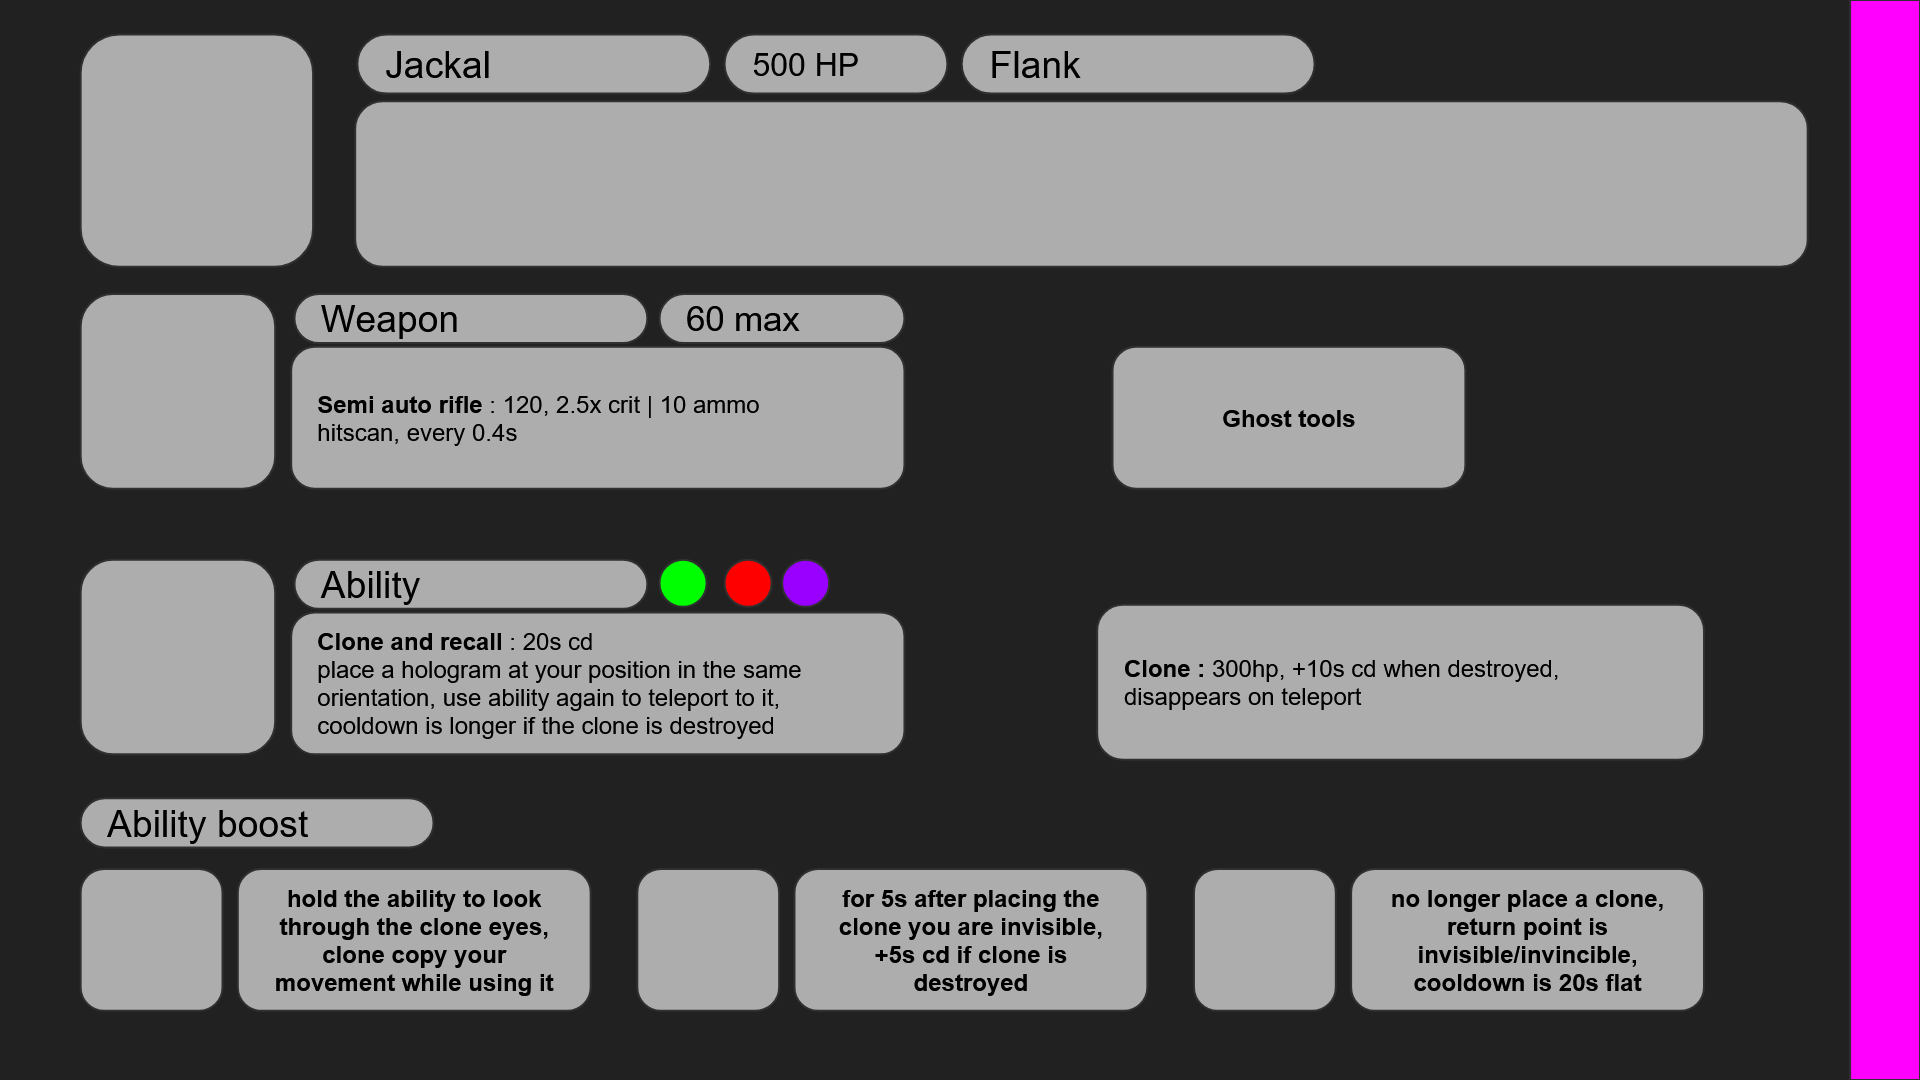 Jackal
500 HP
Flank
Weapon
60 max
Semi auto rifle : 120, 2.5x crit | 10 ammo
hitscan, every 0.4s
Ghost tools
Ability
Clone and recall : 20s cd
place a hologram at your position in the same
orientation, use ability again to teleport to it,
cooldown is longer if the clone is destroyed
Clone : 300hp, +10s cd when destroyed,
disappears on teleport
Ability boost
hold the ability to look
through the clone eyes,
clone copy your
movement while using it
for 5s after placing the
clone you are invisible,
+5s cd if clone is
destroyed
no longer place a clone,
return point is
invisible/invincible,
cooldown is 20s flat